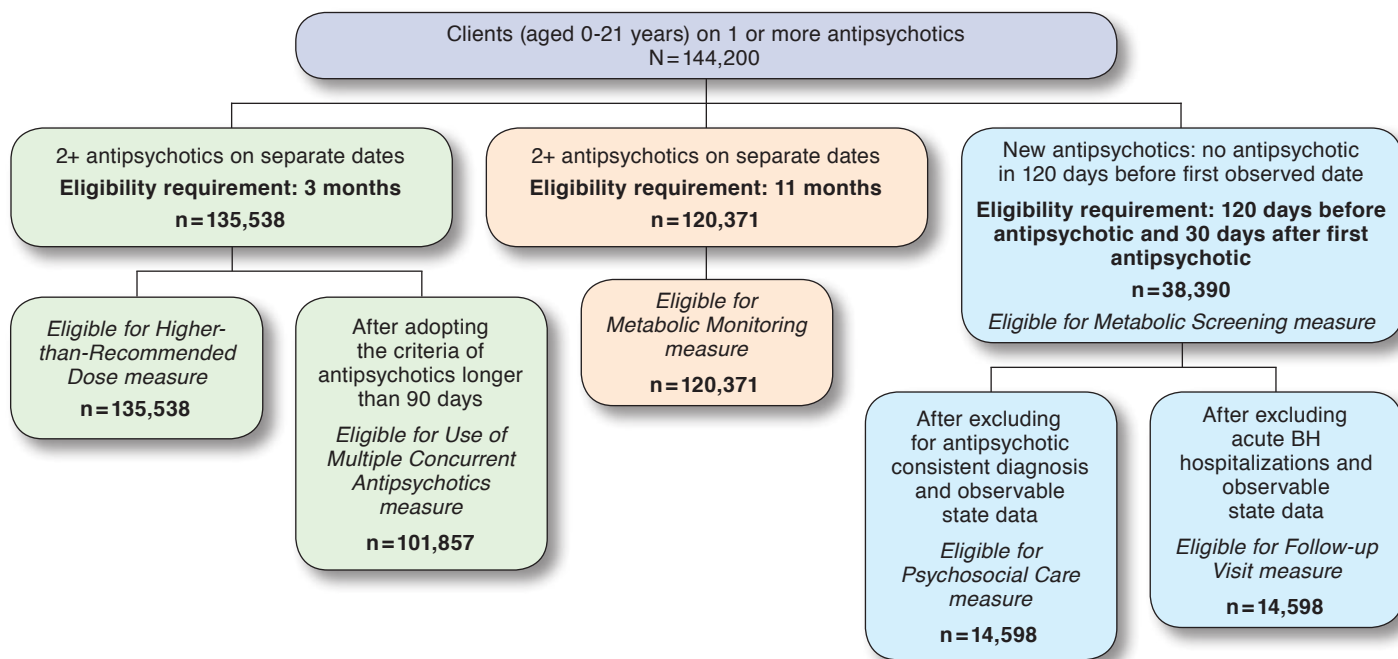 Clients (aged 0-21 years) on 1 or more antipsychotics
N=144,200
2+ antipsychotics on separate dates
Eligibility requirement: 3 months
n=135,538
2+ antipsychotics on separate dates
Eligibility requirement: 11 months
n=120,371
New antipsychotics: no antipsychotic
in 120 days before first observed date
Eligibility requirement: 120 days before
antipsychotic and 30 days after first
antipsychotic
n=38,390
Eligible for Metabolic Screening measure
Eligible for Higher-
than-Recommended
Dose measure
n=135,538
After adopting
the criteria of
antipsychotics longer
than 90 days
Eligible for Use of
Multiple Concurrent
Antipsychotics
measure
n=101,857
Eligible for
Metabolic Monitoring
measure
n=120,371
After excluding
for antipsychotic
consistent diagnosis
and observable
state data
Eligible for
Psychosocial Care
measure
n=14,598
After excluding
acute BH
hospitalizations and
observable
state data
Eligible for Follow-up
Visit measure
n=14,598